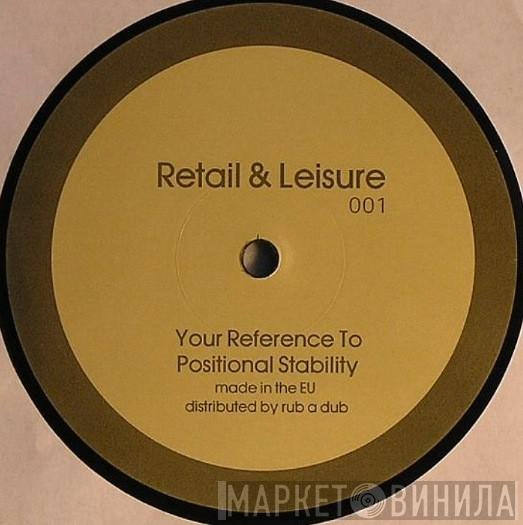 Retail & Leisure
001
Your Reference To
Positional Stability
made in the EU
distributed by rub a dub
МАРКЕТ ВИНИЛА